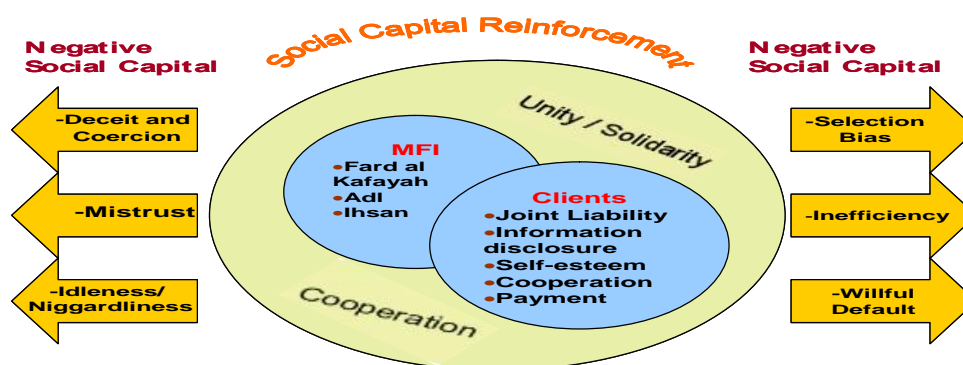 Social Capital Reinforcement
Negative
Social Capital
-Deceit and
Coercion
-Mistrust
-Idleness/
Niggardliness
Unity / Solidarity
MFI
•Fard al
Kafayah
•Adl
•Ihsan
Clients
•Joint Liability
•Information
disclosure
•Self-esteem
•Cooperation
•Payment
Cooperation
Negative
Social Capital
-Selection
Bias
-Inefficiency
-Willful
Default